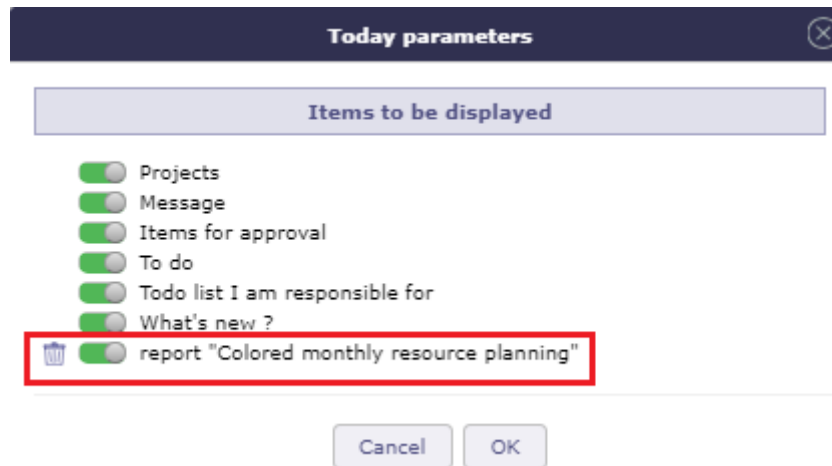 Today parameters
Items to be displayed
Projects
Message
Items for approval
To do
Todo list I am responsible for
What's new ?
report "Colored monthly resource planning"
Cancel OK